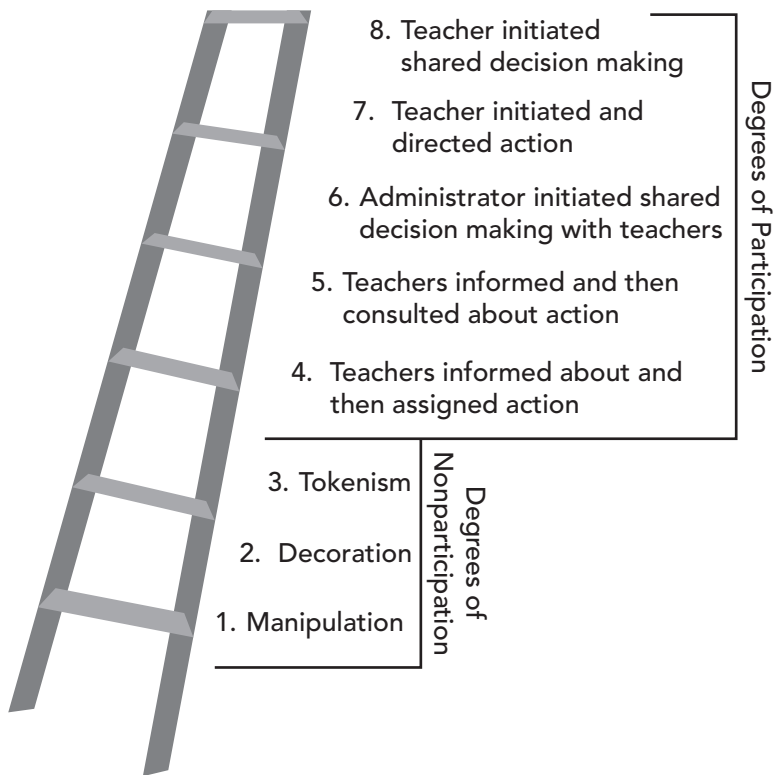 8. Teacher initiated
shared decision making
7. Teacher initiated and
directed action
6. Administrator initiated shared
decision making with teachers
5. Teachers informed and then
consulted about action
4. Teachers informed about and
then assigned action
Degrees of Participation
3. Tokenism
2. Decoration
1. Manipulation
Degrees of
Nonparticipation